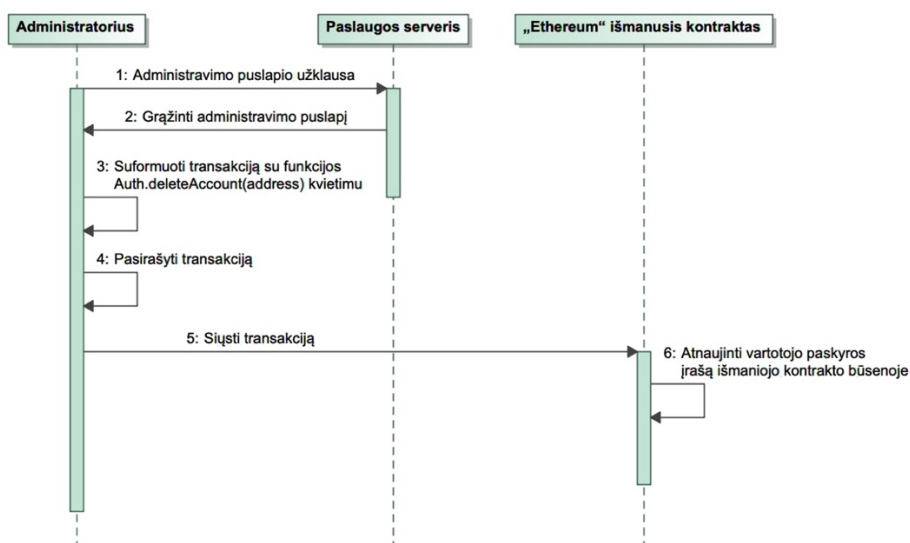 Administratorius
Paslaugos serveris
„Ethereum“ išmanusis kontraktas
1: Administravimo puslapio užklausa
2: Grąžinti administravimo puslapį
3: Suformuoti transakciją su funkcijos
Auth.deleteAccount(address) kvietimu
4: Pasirašyti transakciją
5: Siųsti transakciją
6: Atnaujinti vartotojo paskyros
įrašą išmaniojo kontrakto būsenoje